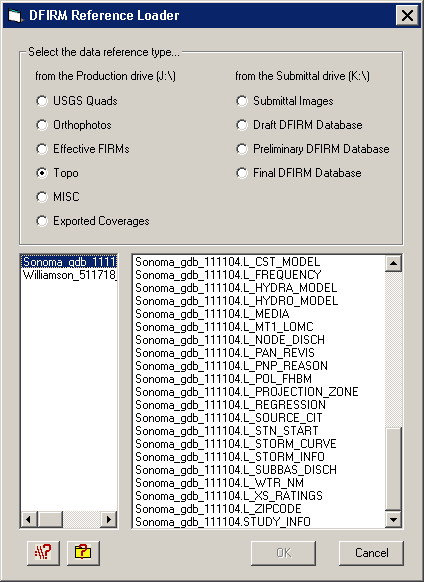 DFIRM Reference Loader
Select the data reference type...
from the Production drive (J:\)
from the Submittal drive (K:\)
USGS Quads
Submittal Images
Orthophotos
Draft DFIRM Database
Effective FIRMs
Preliminary DFIRM Database
Topo
Final DFIRM Database
MISC
Exported Coverages
Sonoma_gdb_1111
Williamson_511718_
Sonoma_gdb_111104.L_CST_MODEL
Sonoma_gdb_111104.L_FREQUENCY
Sonoma_gdb_111104.L_HYDRA_MODEL
Sonoma_gdb_111104.L_HYDRO_MODEL
Sonoma_gdb_111104.L_MEDIA
Sonoma_gdb_111104.L_MT1_LOMC
Sonoma_gdb_111104.L_NODE_DISCH
Sonoma_gdb_111104.L_PAN_REVIS
Sonoma_gdb_111104.L_PNP_REASON
Sonoma_gdb_111104.L_POL_FHBM
Sonoma_gdb_111104.L_PROJECTION_ZONE
Sonoma_gdb_111104.L_REGRESSION
Sonoma_gdb_111104.L_SOURCE_CIT
Sonoma_gdb_111104.L_STN_START
Sonoma_gdb_111104.L_STORM_CURVE
Sonoma_gdb_111104.L_STORM_INFO
Sonoma_gdb_111104.L_SUBBAS_DISCH
Sonoma_gdb_111104.L_WTR_NM
Sonoma_gdb_111104.L_XS_RATINGS
Sonoma_gdb_111104.L_ZIPCODE
Sonoma_gdb_111104.STUDY_INFO
OK
Cancel